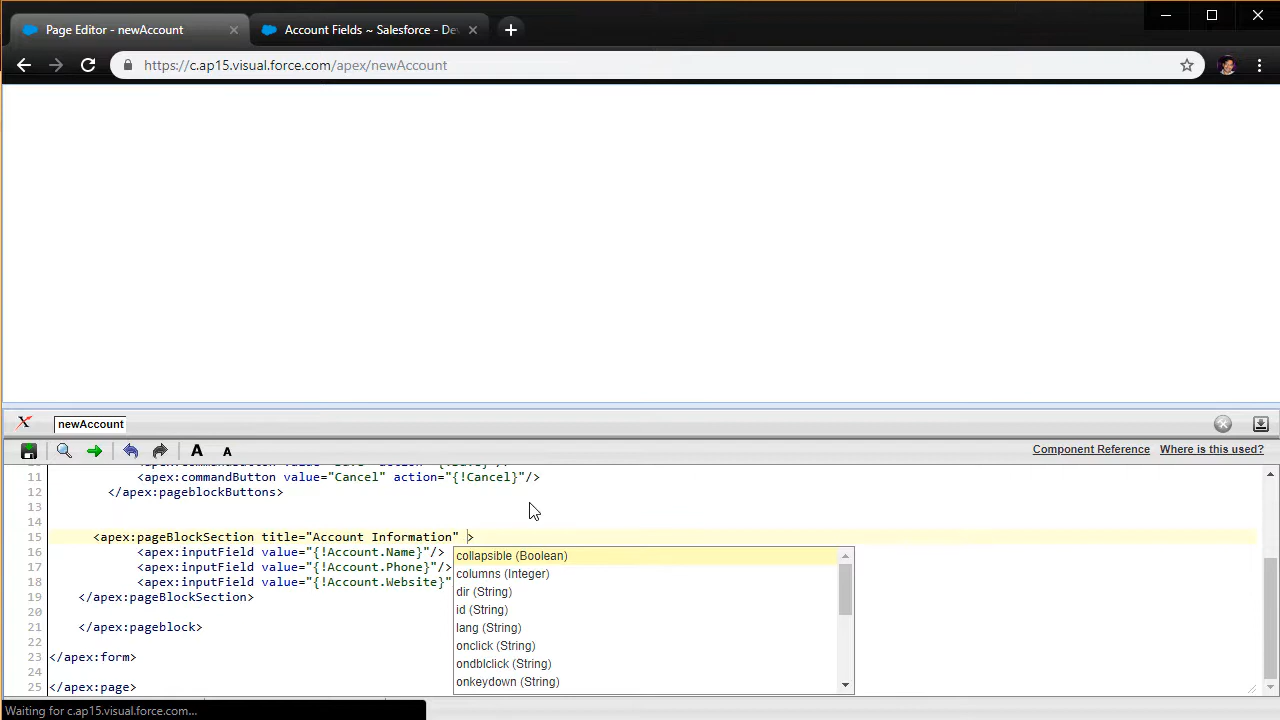 Page Editor - newAccount
Account Fields ~ Salesforce - De
https://c.ap15.visual.force.com/apex/newAccount
newAccount
A A
Component Reference Where is this used?
11 <apex:commandButton value="Cancel" action="{!Cancel}"/>
12 </apex:pageblockButtons>
13
14
15 <apex:pageBlockSection title="Account Information" >
16 <apex:inputField value="{!Account.Name}"/>
17 <apex:inputField value="{!Account.Phone}"/>
18 <apex:inputField value="{!Account.Website}"
19 </apex:pageBlockSection>
20
21 </apex:pageblock>
22
23 </apex:form>
24
25 </apex:page>
collapsible (Boolean)
columns (Integer)
dir (String)
id (String)
lang (String)
onclick (String)
ondblclick (String)
onkeydown (String)
Waiting for c.ap15.visual.force.com...